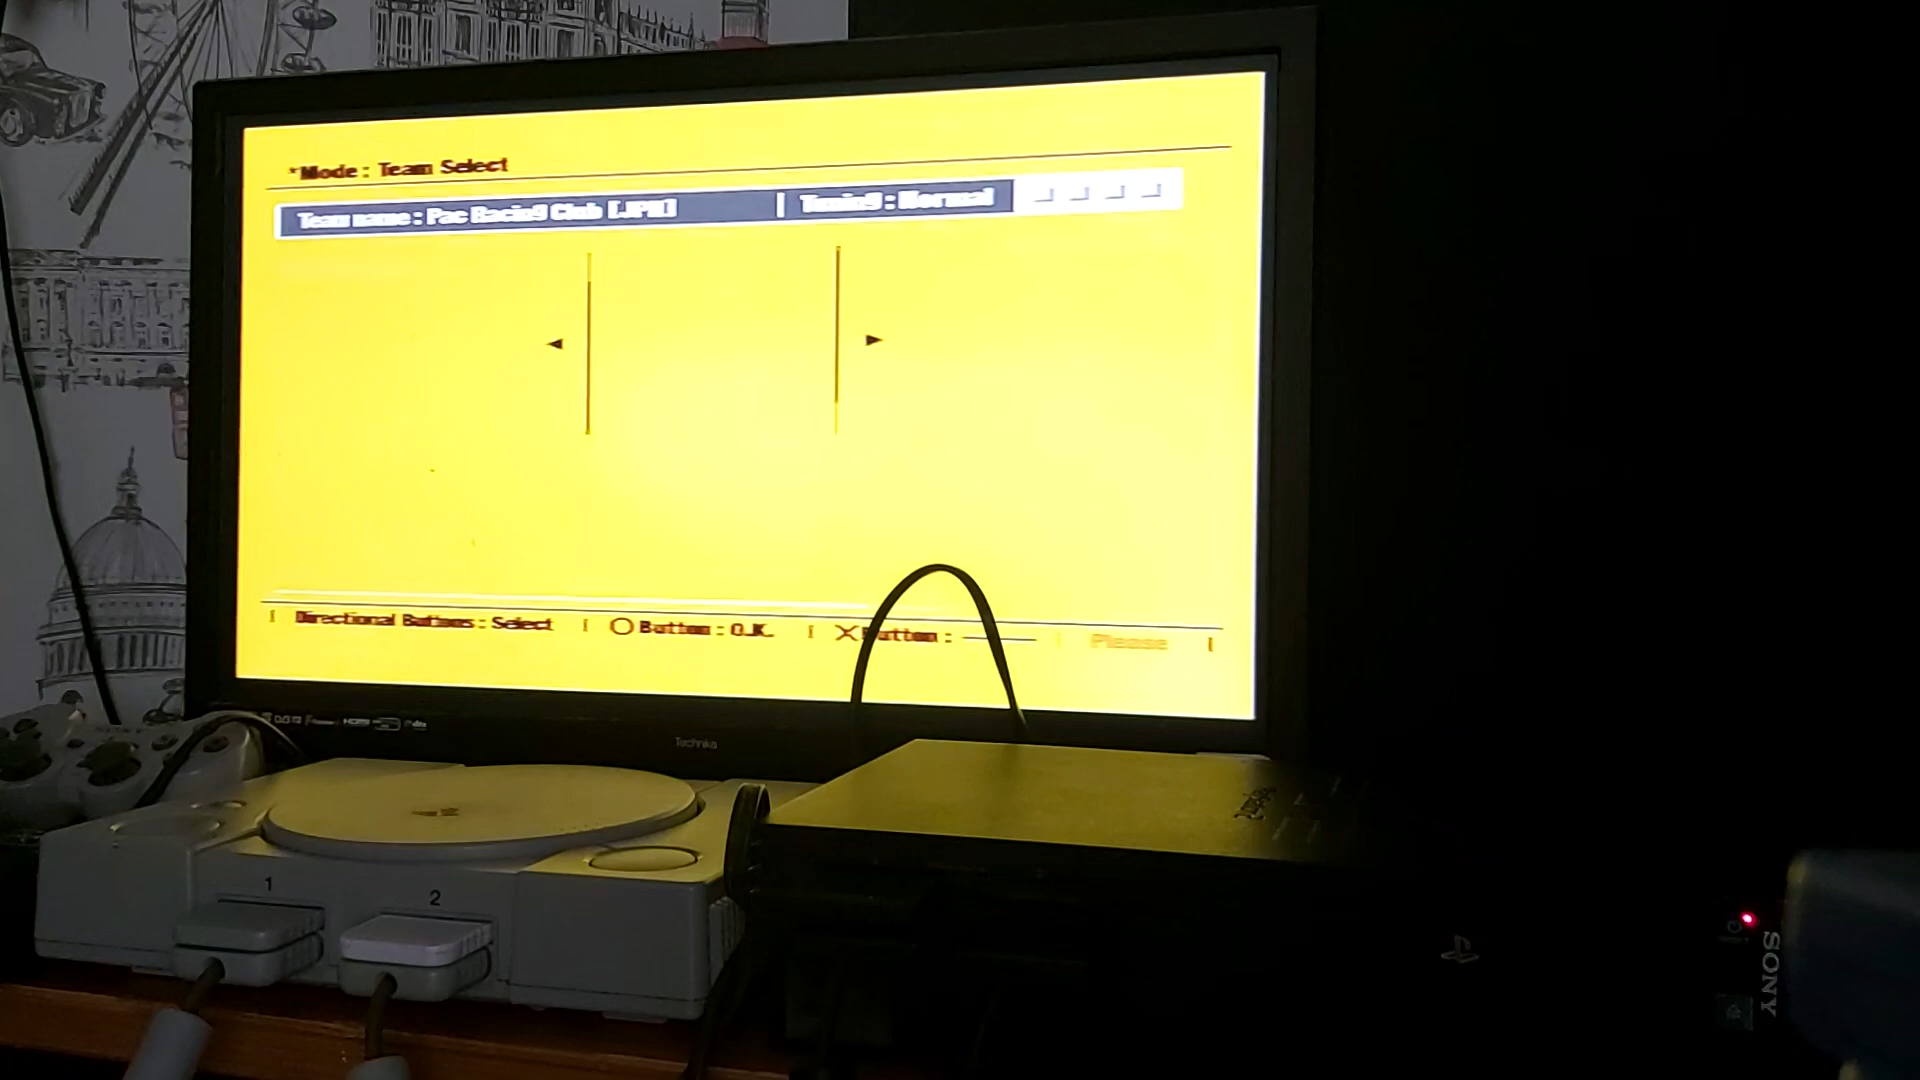 *Mode : Team Select
Team name : Pac Racing Club [JPN] | Tuning : Normal
Directional Buttons : Select
Button : O.K.
Button :
Please
Technika
1
2
SONY